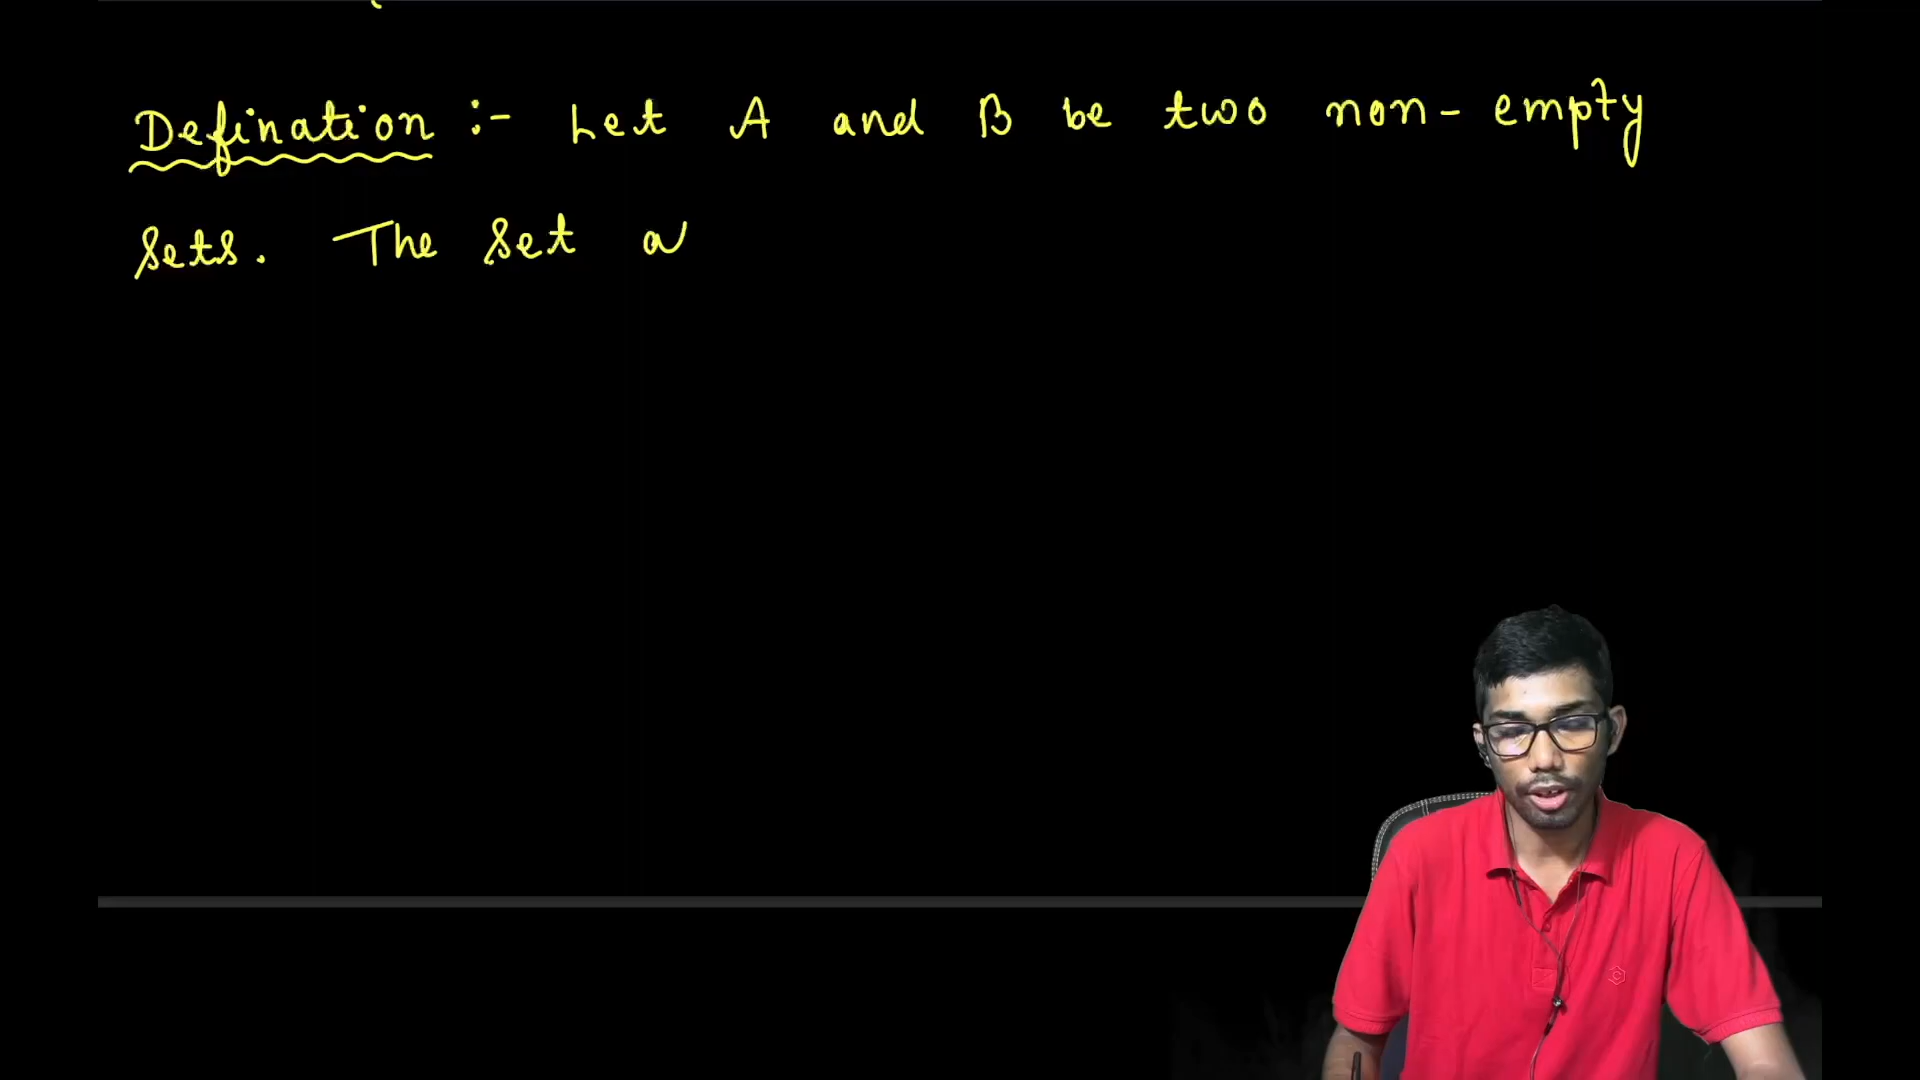 Defination :- Let A and B be two non-empty
sets. The set